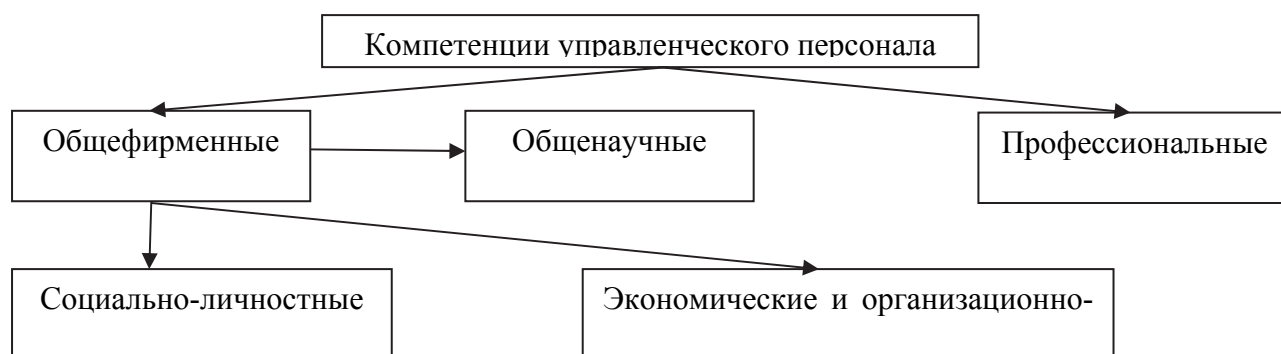 Компетенции управленческого персонала
Общефирменные
Общенаучные
Профессиональные
Социально-личностные
Экономические и организационно-